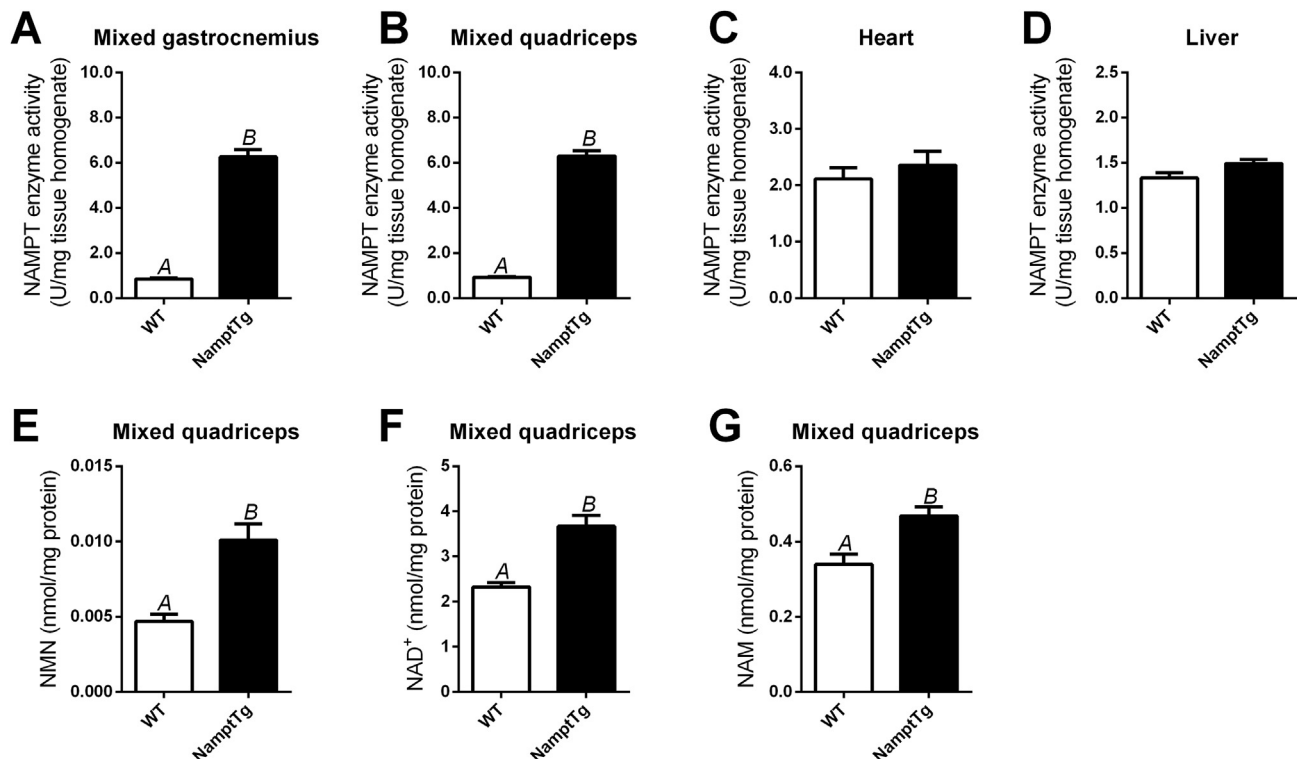 A Mixed gastrocnemius
NAMPT enzyme activity
(U/mg tissue homogenate)
10.0
8.0
6.0
4.0
2.0
0.0
A
B
WT
NamptTg
B Mixed quadriceps
NAMPT enzyme activity
(U/mg tissue homogenate)
10.0
8.0
6.0
4.0
2.0
0.0
A
B
WT
NamptTg
C Heart
NAMPT enzyme activity
(U/mg tissue homogenate)
4.0
3.0
2.0
1.0
0.0
WT
NamptTg
D Liver
NAMPT enzyme activity
(U/mg tissue homogenate)
2.5
2.0
1.5
1.0
0.5
0.0
WT
NamptTg
E Mixed quadriceps
NMN (nmol/mg protein)
0.015
0.010
0.005
0.000
A
B
WT
NamptTg
F Mixed quadriceps
NAD⁺ (nmol/mg protein)
5
4
3
2
1
0
A
B
WT
NamptTg
G Mixed quadriceps
NAM (nmol/mg protein)
0.6
0.4
0.2
0.0
A
B
WT
NamptTg